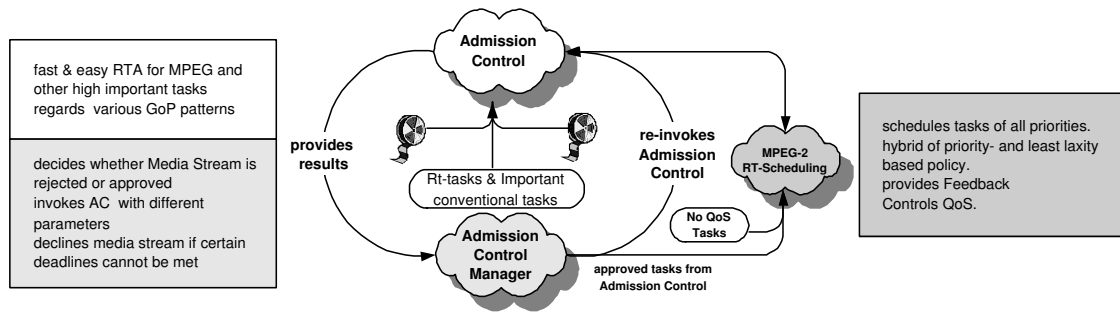 fast & easy RTA for MPEG and
other high important tasks
regards various GoP patterns
decides whether Media Stream is
rejected or approved
invokes AC with different
parameters
declines media stream if certain
deadlines cannot be met
Admission
Control
provides
results
re-invokes
Admission
Control
Rt-tasks & Important
conventional tasks
Admission
Control
Manager
MPEG-2
RT-Scheduling
No QoS
Tasks
approved tasks from
Admission Control
schedules tasks of all priorities.
hybrid of priority- and least laxity
based policy.
provides Feedback
Controls QoS.